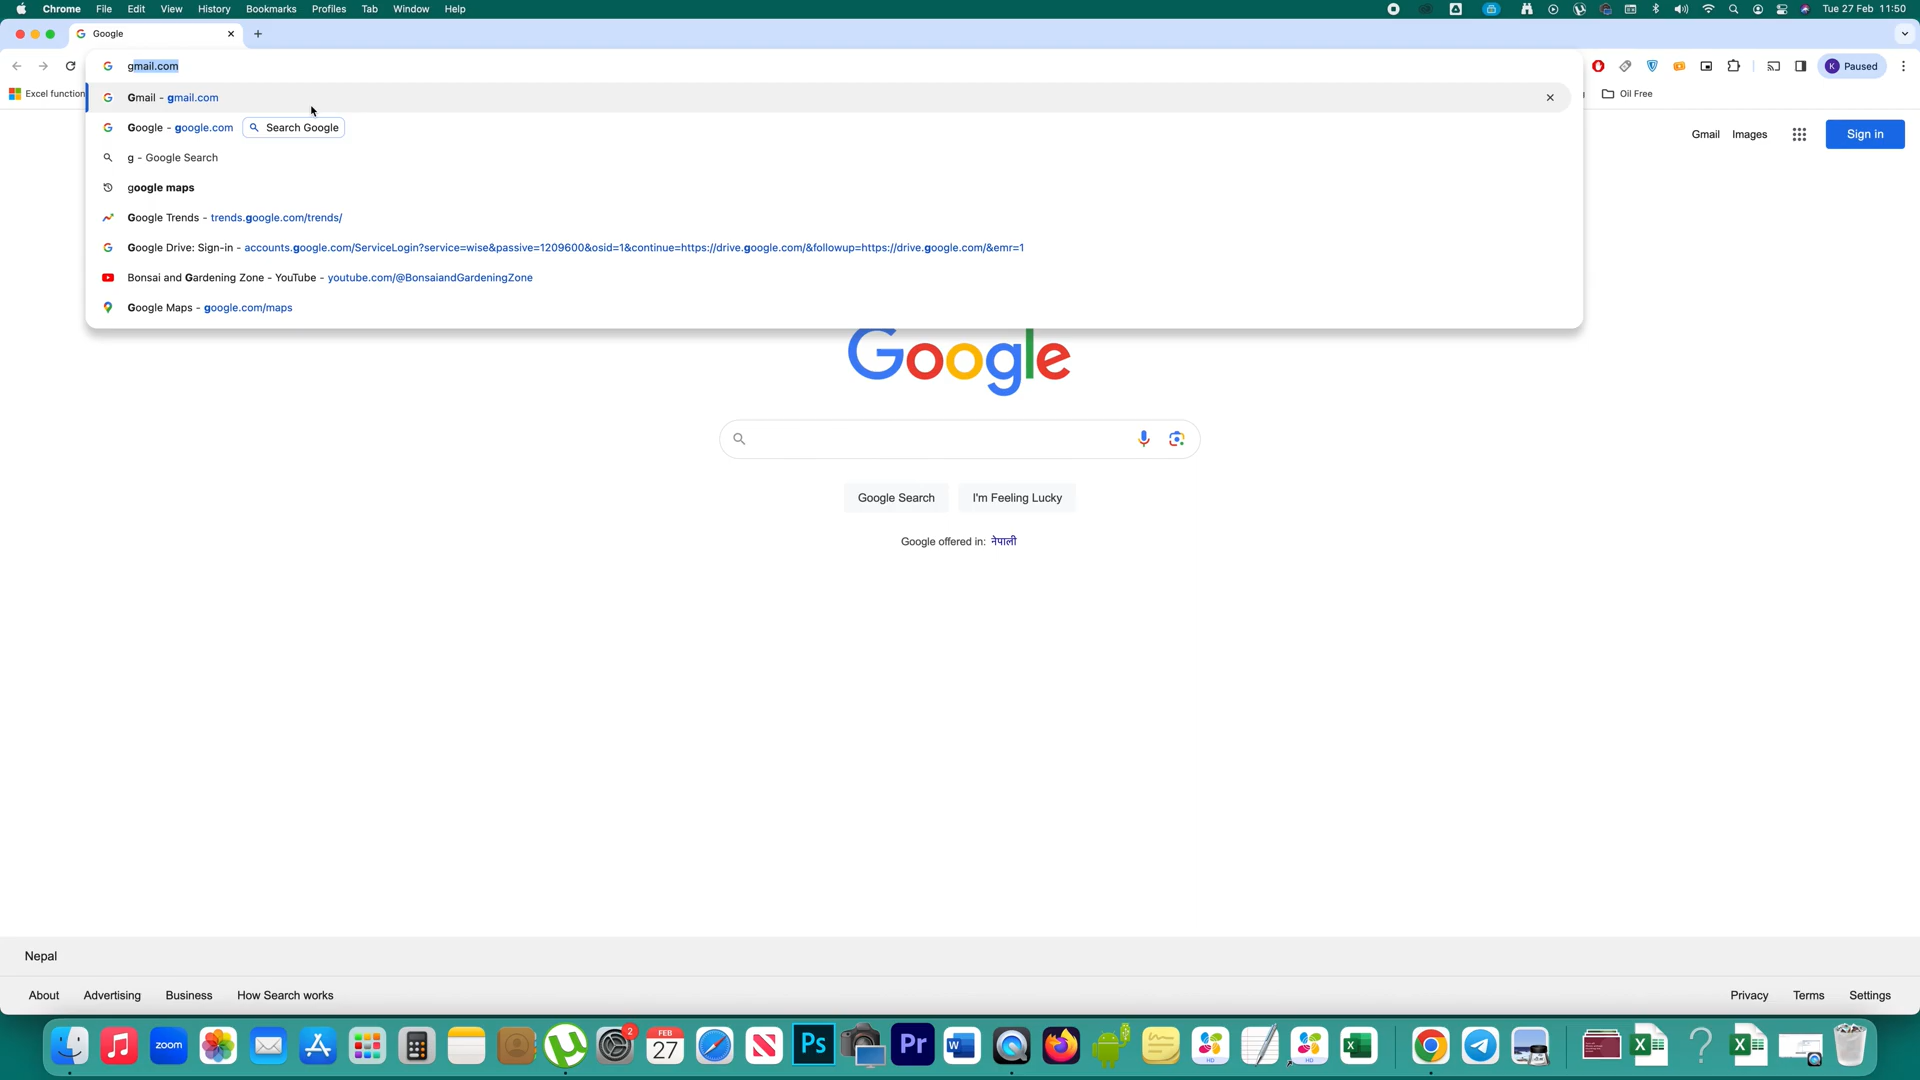 Chrome File Edit View History Bookmarks Profiles Tab Window Help Tue 27 Feb 11:50
Google
gmail.com
K Paused
Excel function
Oil Free
Gmail - gmail.com
Google - google.com Search Google
g - Google Search
google maps
Google Trends - trends.google.com/trends/
Google Drive: Sign-in - accounts.google.com/ServiceLogin?service=wise&passive=1209600&osid=1&continue=https://drive.google.com/&followup=https://drive.google.com/&emr=1
Bonsai and Gardening Zone - YouTube - youtube.com/@BonsaiandGardeningZone
Google Maps - google.com/maps
Gmail Images Sign in
Google
Google Search I'm Feeling Lucky
Google offered in: नेपाली
Nepal
About Advertising Business How Search works Privacy Terms Settings
zoom 2 FEB 27 Ps Pr W HD HD X X X